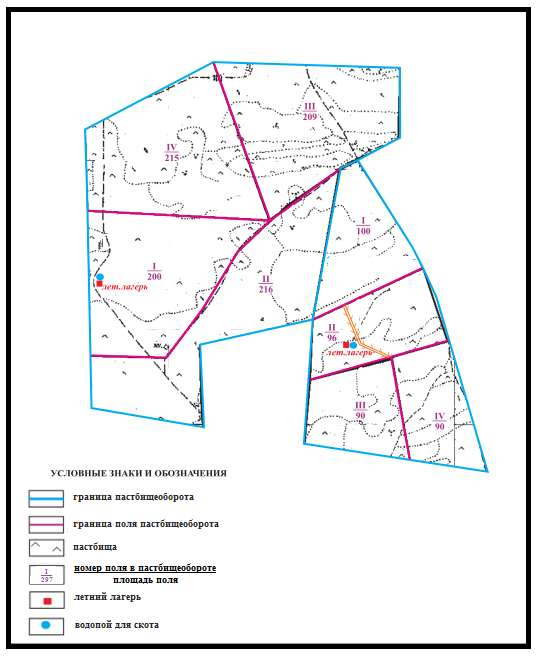 III
209
IV
215
I
100
I
200
лет.лагерь
II
216
II
96
лет.лагерь
III
90
IV
90
УСЛОВНЫЕ ЗНАКИ И ОБОЗНАЧЕНИЯ
граница пастбищеоборота
граница поля пастбищеоборота
пастбища
I
297
номер поля в пастбищеобороте
площадь поля
летний лагерь
водопой для скота